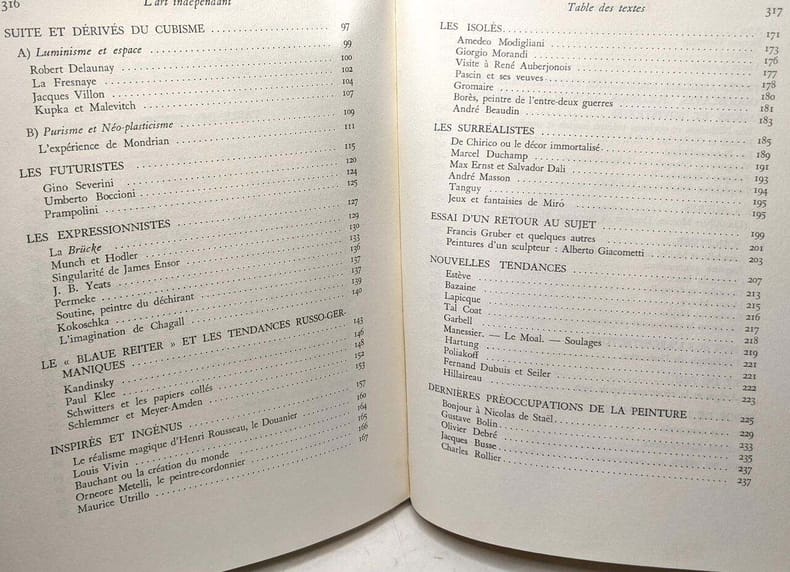 316 L'art indépendant
SUITE ET DÉRIVÉS DU CUBISME 97
A) Luminisme et espace 99
Robert Delaunay 100
La Fresnaye 102
Jacques Villon 104
Kupka et Malevitch 107
B) Purisme et Néo-plasticisme 109
L'expérience de Mondrian 111
LES FUTURISTES 115
Gino Severini 120
Umberto Boccioni 124
Prampolini 125
LES EXPRESSIONNISTES 127
La Brücke 129
Munch et Hodler 130
Singularité de James Ensor 133
J. B. Yeats 136
Permeke 137
Soutine, peintre du déchirant 137
Kokoschka 139
L'imagination de Chagall 140
LE « BLAUE REITER » ET LES TENDANCES RUSSO-GER-
MANIQUES 143
Kandinsky 146
Paul Klee 148
Schwitters et les papiers collés 152
Schlemmer et Meyer-Amden 153
INSPIRÉS ET INGÉNUS 157
Le réalisme magique d'Henri Rousseau, le Douanier 160
Louis Vivin 164
Bauchant ou la création du monde 165
Orneore Metelli, le peintre-cordonnier 166
Maurice Utrillo 167
Table des textes 317
LES ISOLÉS 171
Amedeo Modigliani 173
Giorgio Morandi 176
Visite à René Auberjonois 177
Pascin et ses veuves 178
Gromaire 180
Borès, peintre de l'entre-deux guerres 181
André Beaudin 183
LES SURRÉALISTES 185
De Chirico ou le décor immortalisé 189
Marcel Duchamp 191
Max Ernst et Salvador Dali 193
André Masson 194
Tanguy 195
Jeux et fantaisies de Miró 195
ESSAI D'UN RETOUR AU SUJET 199
Francis Gruber et quelques autres 201
Peintures d'un sculpteur : Alberto Giacometti 203
NOUVELLES TENDANCES 207
Estève 213
Bazaine 215
Lapicque 216
Tal Coat 217
Garbell 218
Manessier. — Le Moal. — Soulages 219
Hartung 221
Poliakoff 221
Fernand Dubuis et Seiler 222
Hillaireau 223
DERNIÈRES PRÉOCCUPATIONS DE LA PEINTURE 225
Bonjour à Nicolas de Staël 229
Gustave Bolin 233
Olivier Debré 235
Jacques Busse 237
Charles Rollier 237